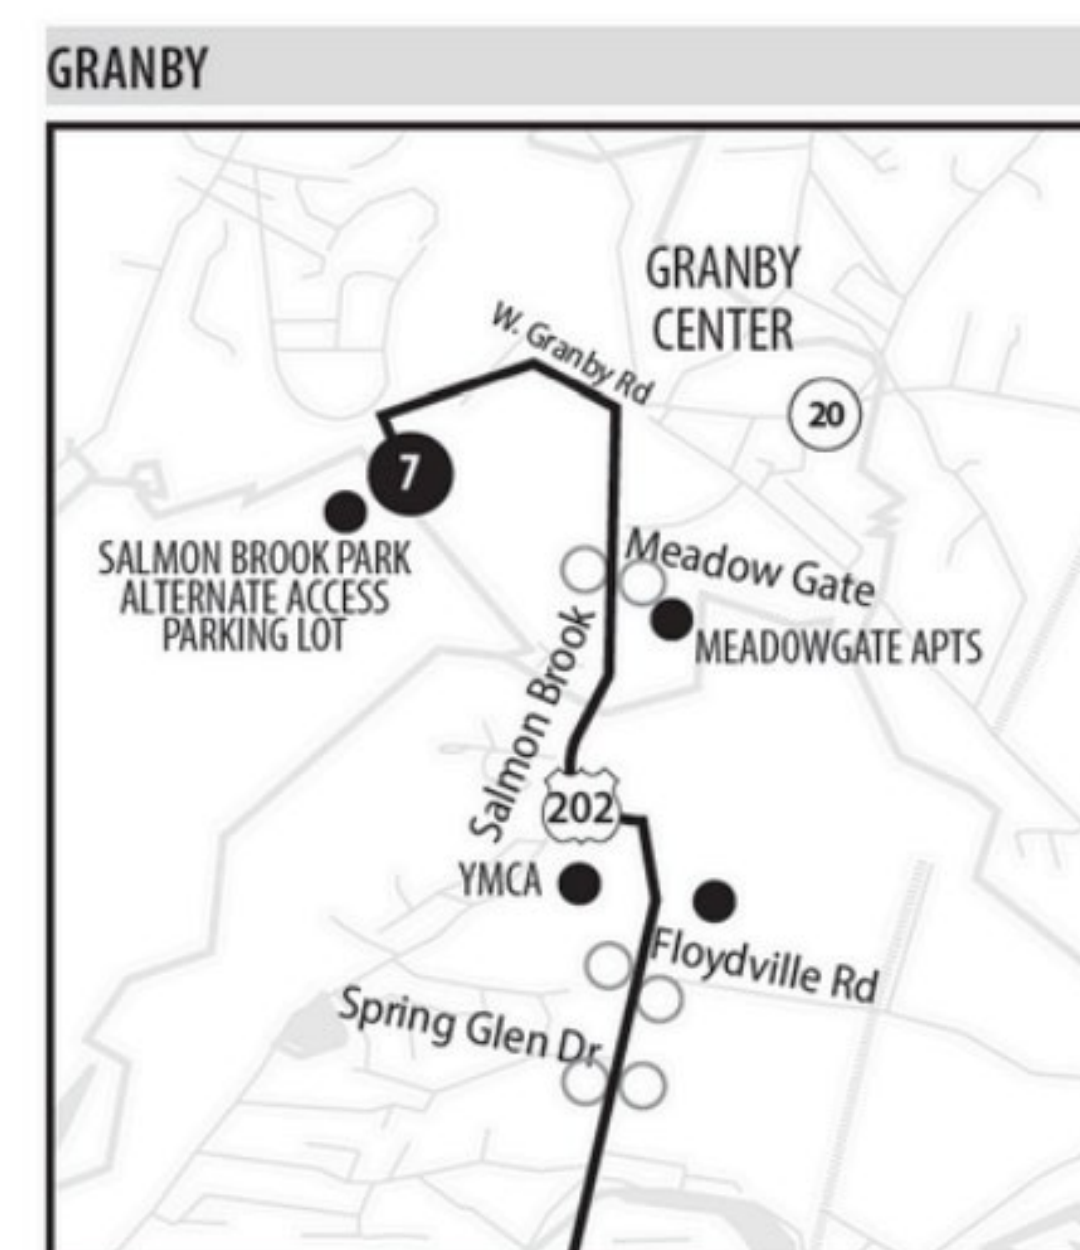 GRANBY
GRANBY
CENTER
W. Granby Rd
20
7
SALMON BROOK PARK
ALTERNATE ACCESS
PARKING LOT
Meadow Gate
MEADOWGATE APTS
Salmon Brook
202
YMCA
Floydville Rd
Spring Glen Dr